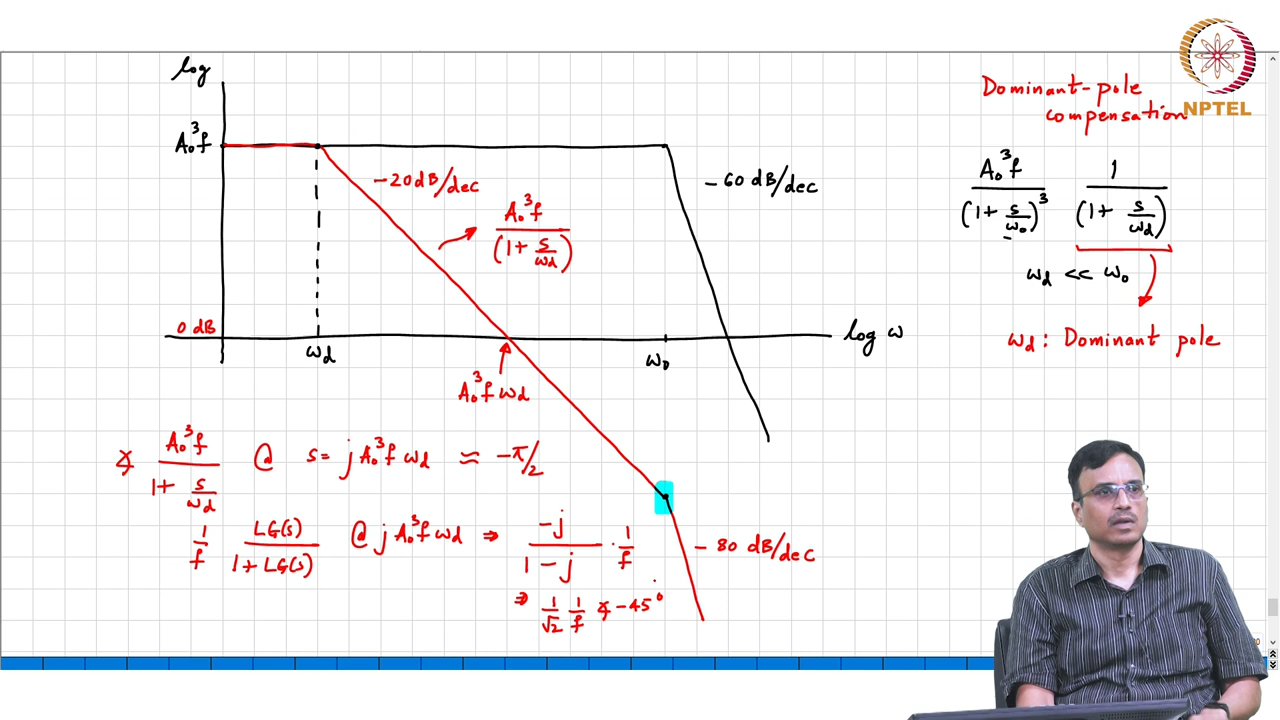 log
Dominant-pole
compensation
NPTEL
A₀³f
-20dB/dec
-60 dB/dec
A₀³f / (1 + s/ωd)
A₀³f / (1 + s/ω₀)³ 1 / (1 + s/ωd)
ωd << ω₀
0 dB
ωd
ω₀
log ω
ωd : Dominant pole
A₀³f ωd
∡ A₀³f / 1 + s/ωd @ s = j A₀³f ωd ≈ -π/2
1/f LG(s) / 1 + LG(s) @ j A₀³f ωd ⇒ -j / 1 - j · 1/f
- 80 dB/dec
⇒ 1/√2 1/f ∡ -45°